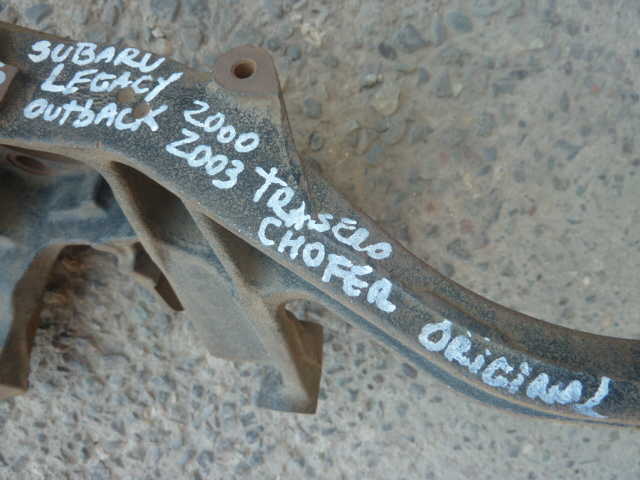 SUBARU
LEGACY 2000
OUTBACK 2003
TRASERO
CHOFER
ORIGINAL